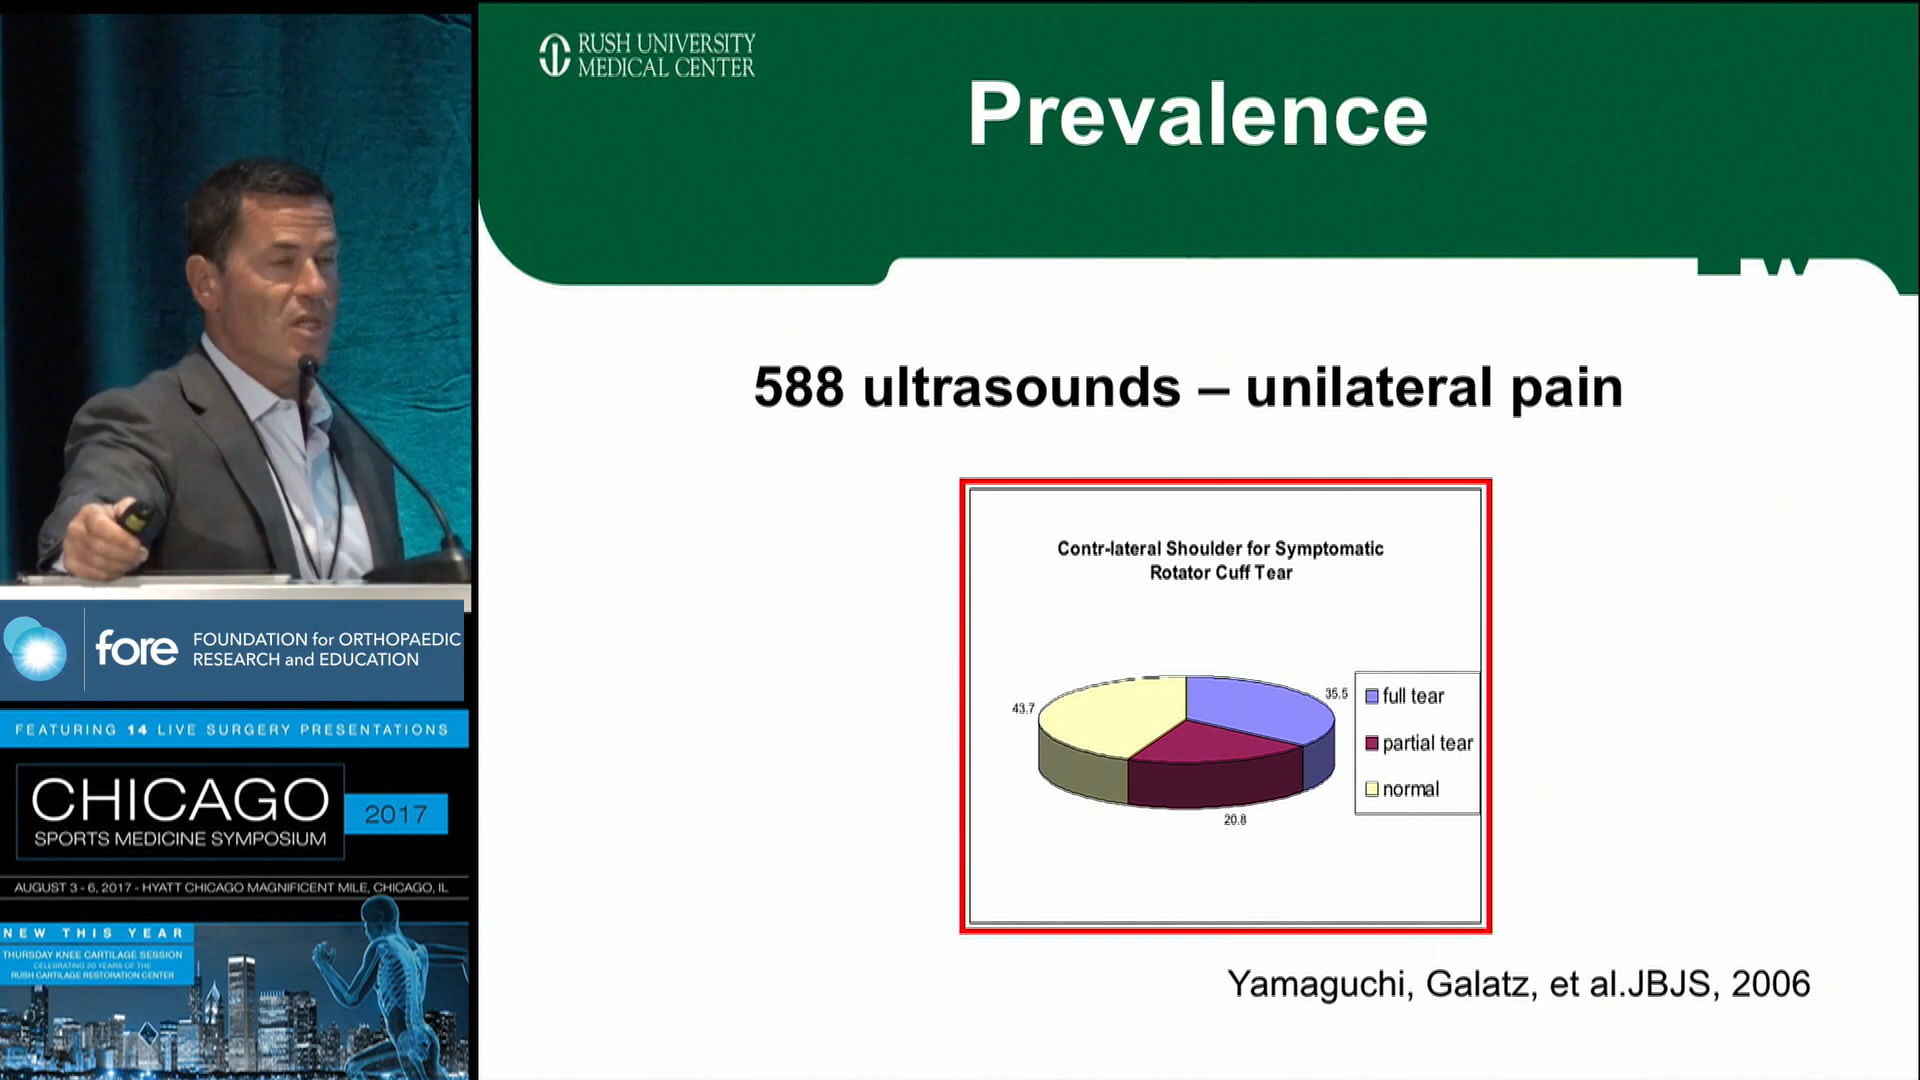 RUSH UNIVERSITY
MEDICAL CENTER
Prevalence
588 ultrasounds – unilateral pain
Contr-lateral Shoulder for Symptomatic
Rotator Cuff Tear
43.7
35.5
20.8
full tear
partial tear
normal
Yamaguchi, Galatz, et al.JBJS, 2006
fore
FOUNDATION for ORTHOPAEDIC
RESEARCH and EDUCATION
FEATURING 14 LIVE SURGERY PRESENTATIONS
CHICAGO
SPORTS MEDICINE SYMPOSIUM
2017
AUGUST 3 - 6, 2017 - HYATT CHICAGO MAGNIFICENT MILE, CHICAGO, IL
NEW THIS YEAR
THURSDAY KNEE CARTILAGE SESSION
CELEBRATING 20 YEARS OF THE
RUSH CARTILAGE RESTORATION CENTER